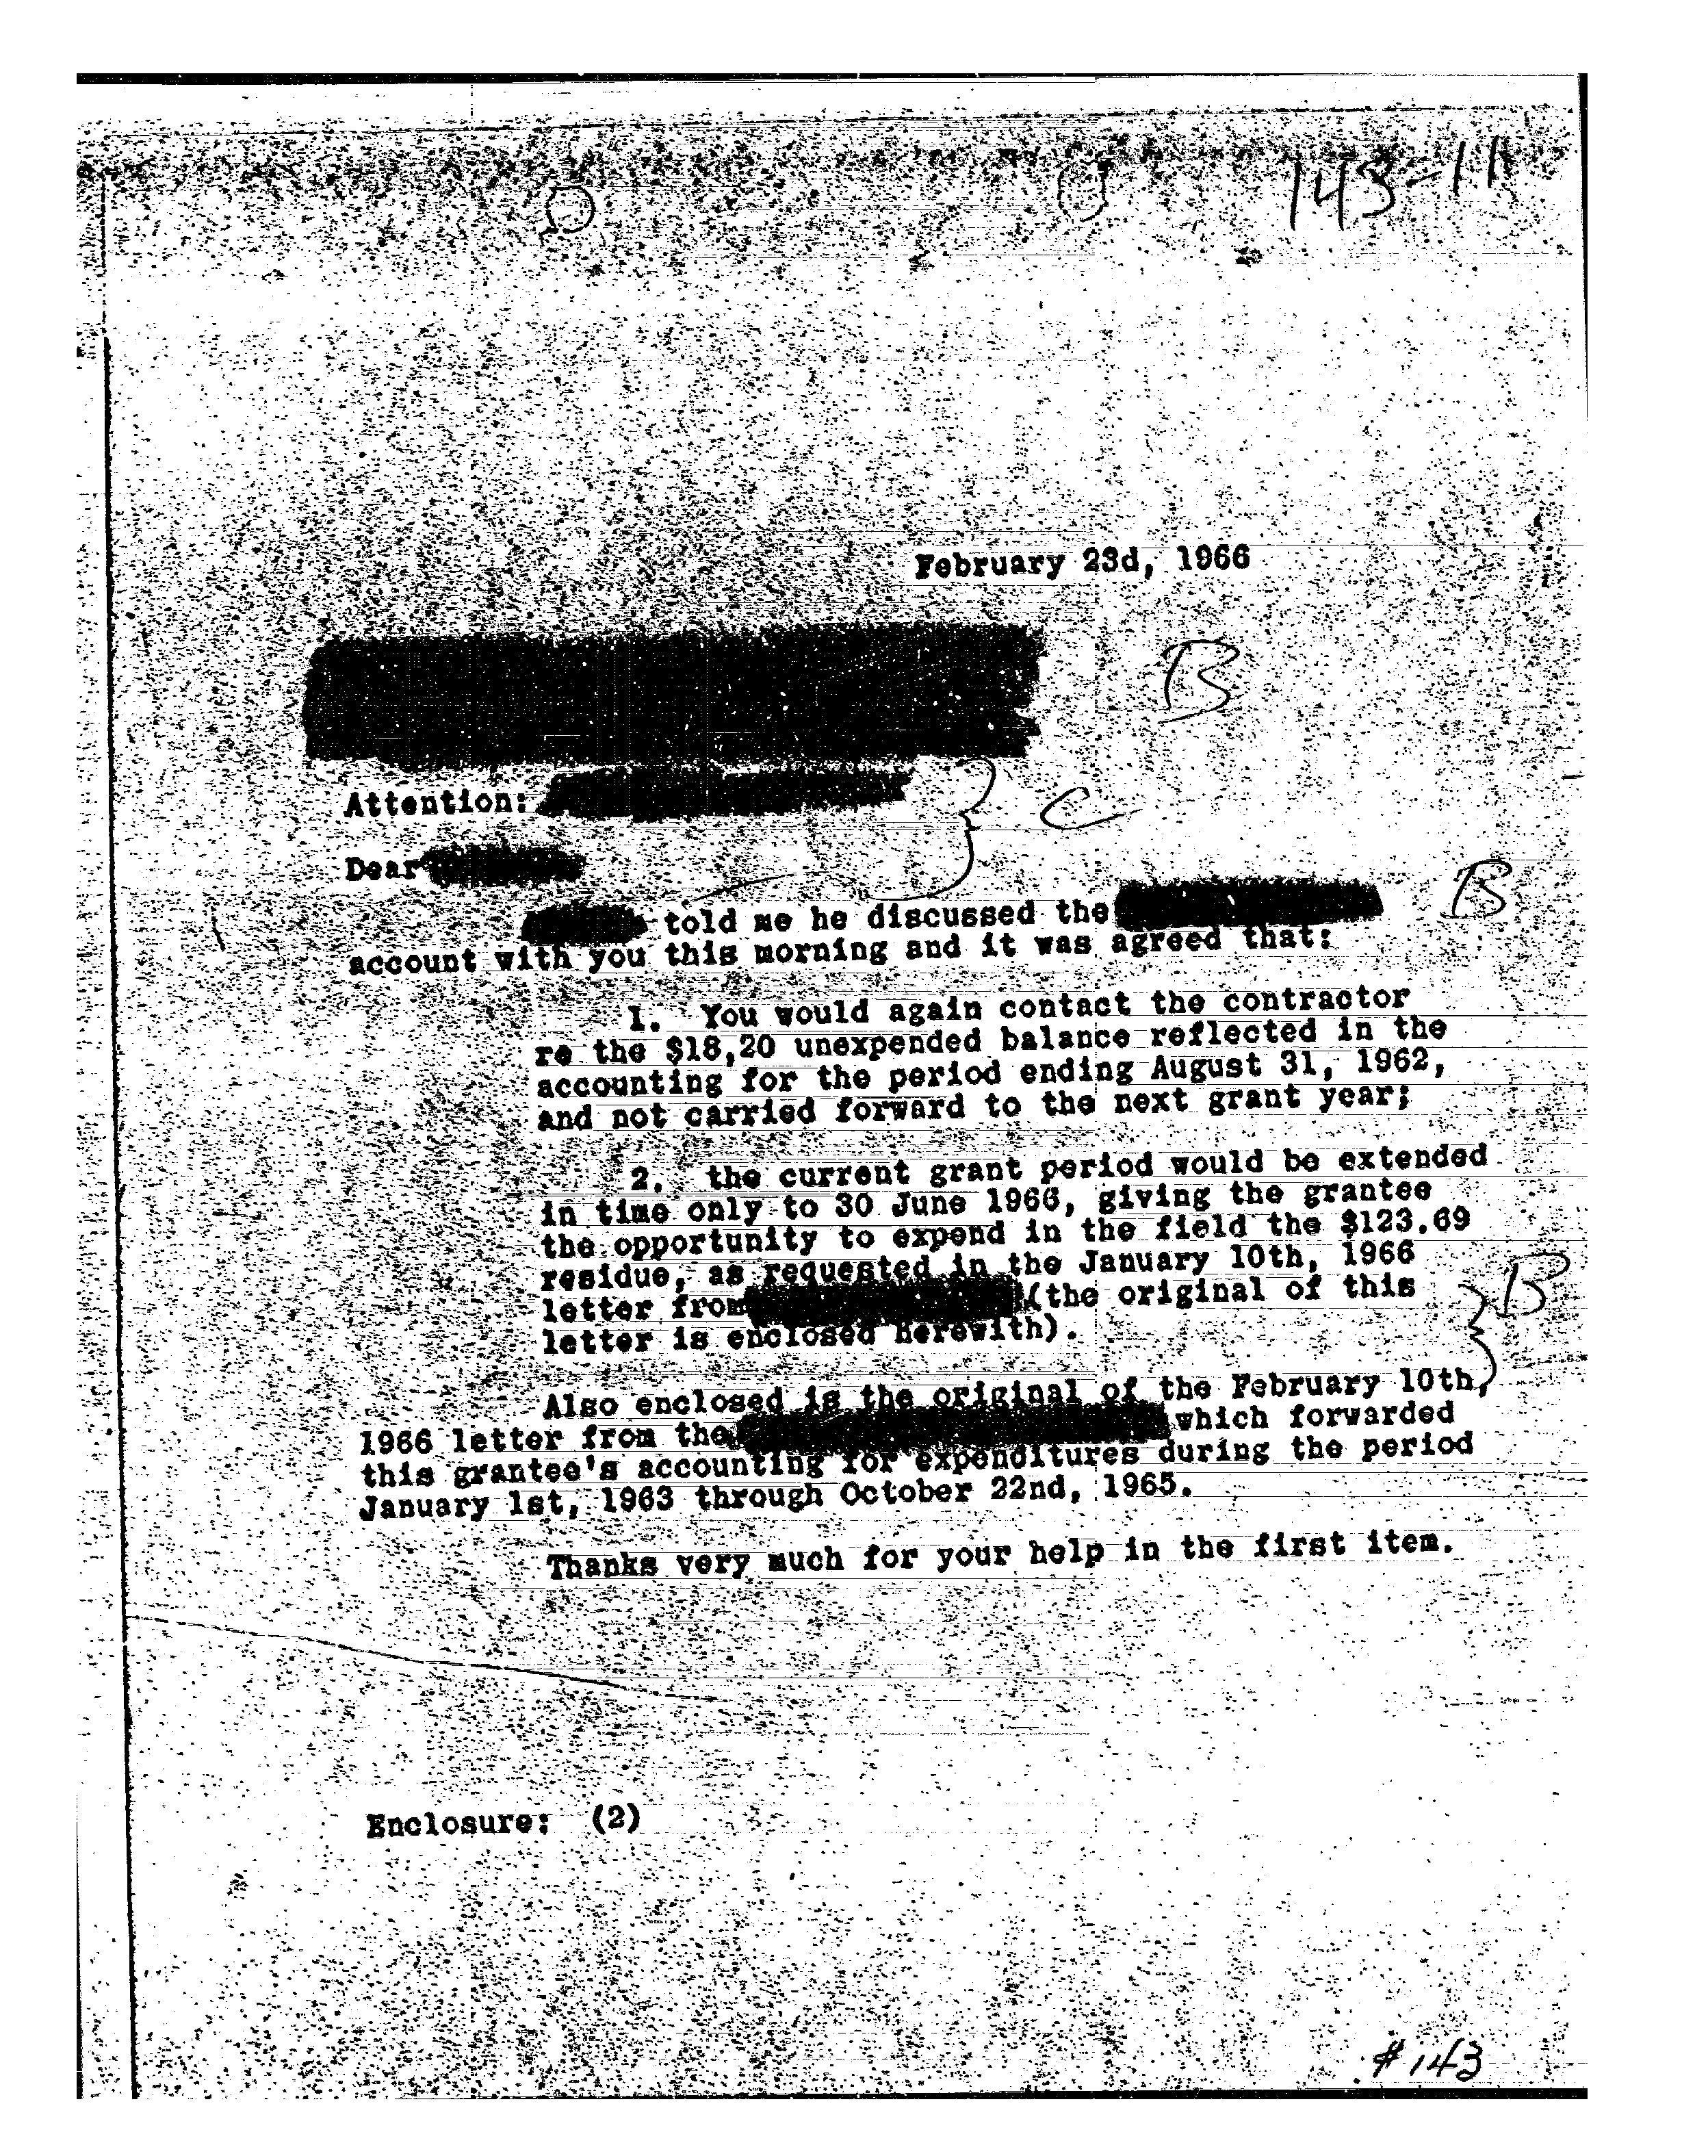 143-11
February 23d, 1966
B
Attention:
C
Dear
told me he discussed the
B
account with you this morning and it was agreed that:
1. You would again contact the contractor
re the $18,20 unexpended balance reflected in the
accounting for the period ending August 31, 1962,
and not carried forward to the next grant year;
2. the current grant period would be extended
in time only to 30 June 1966, giving the grantee
the opportunity to expend in the field the $123.69
residue, as requested in the January 10th, 1966
letter from (the original of this
B
letter is enclosed herewith).
Also enclosed is the original of the February 10th,
1966 letter from the which forwarded
this grantee's accounting for expenditures during the period
January 1st, 1963 through October 22nd, 1965.
Thanks very much for your help in the first item.
Enclosure: (2)
#143